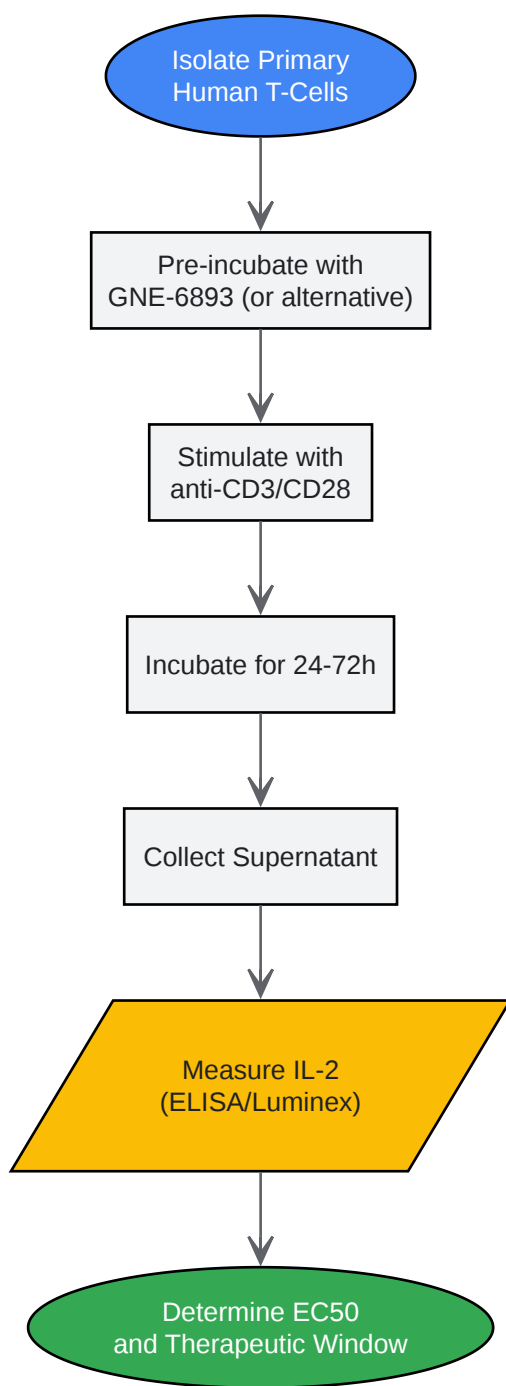 Isolate Primary
Human T-Cells
Pre-incubate with
GNE-6893 (or alternative)
Stimulate with
anti-CD3/CD28
Incubate for 24-72h
Collect Supernatant
Measure IL-2
(ELISA/Luminex)
Determine EC50
and Therapeutic Window